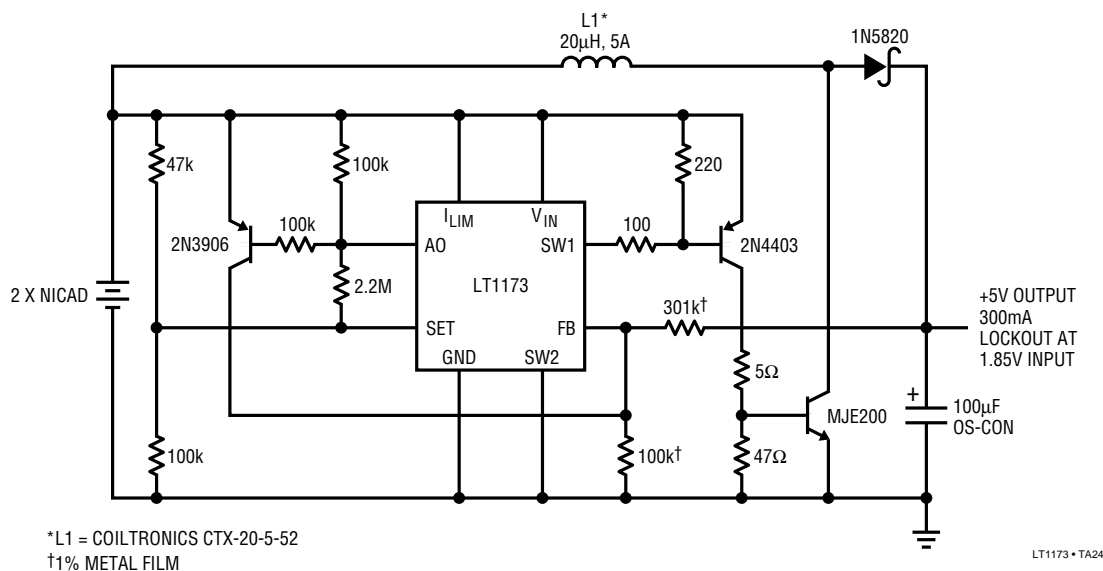 L1*
20μH, 5A
1N5820
47k
100k
220
I_LIM
V_IN
2N3906
100k
AO
SW1
100
2N4403
2 X NICAD
2.2M
LT1173
SET
FB
301k†
GND
SW2
+5V OUTPUT
300mA
LOCKOUT AT
1.85V INPUT
5Ω
MJE200
+
100μF
OS-CON
100k
100k†
47Ω
*L1 = COILTRONICS CTX-20-5-52
†1% METAL FILM
LT1173 • TA24